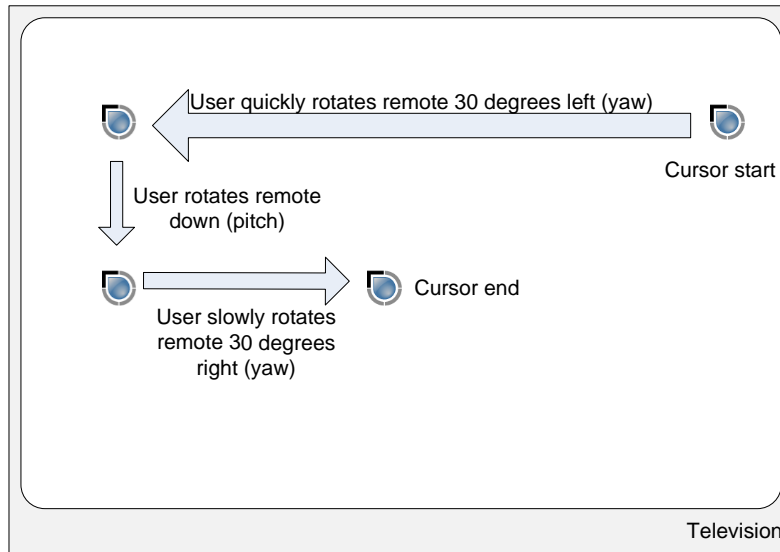 User quickly rotates remote 30 degrees left (yaw)
Cursor start
User rotates remote
down (pitch)
Cursor end
User slowly rotates
remote 30 degrees
right (yaw)
Television